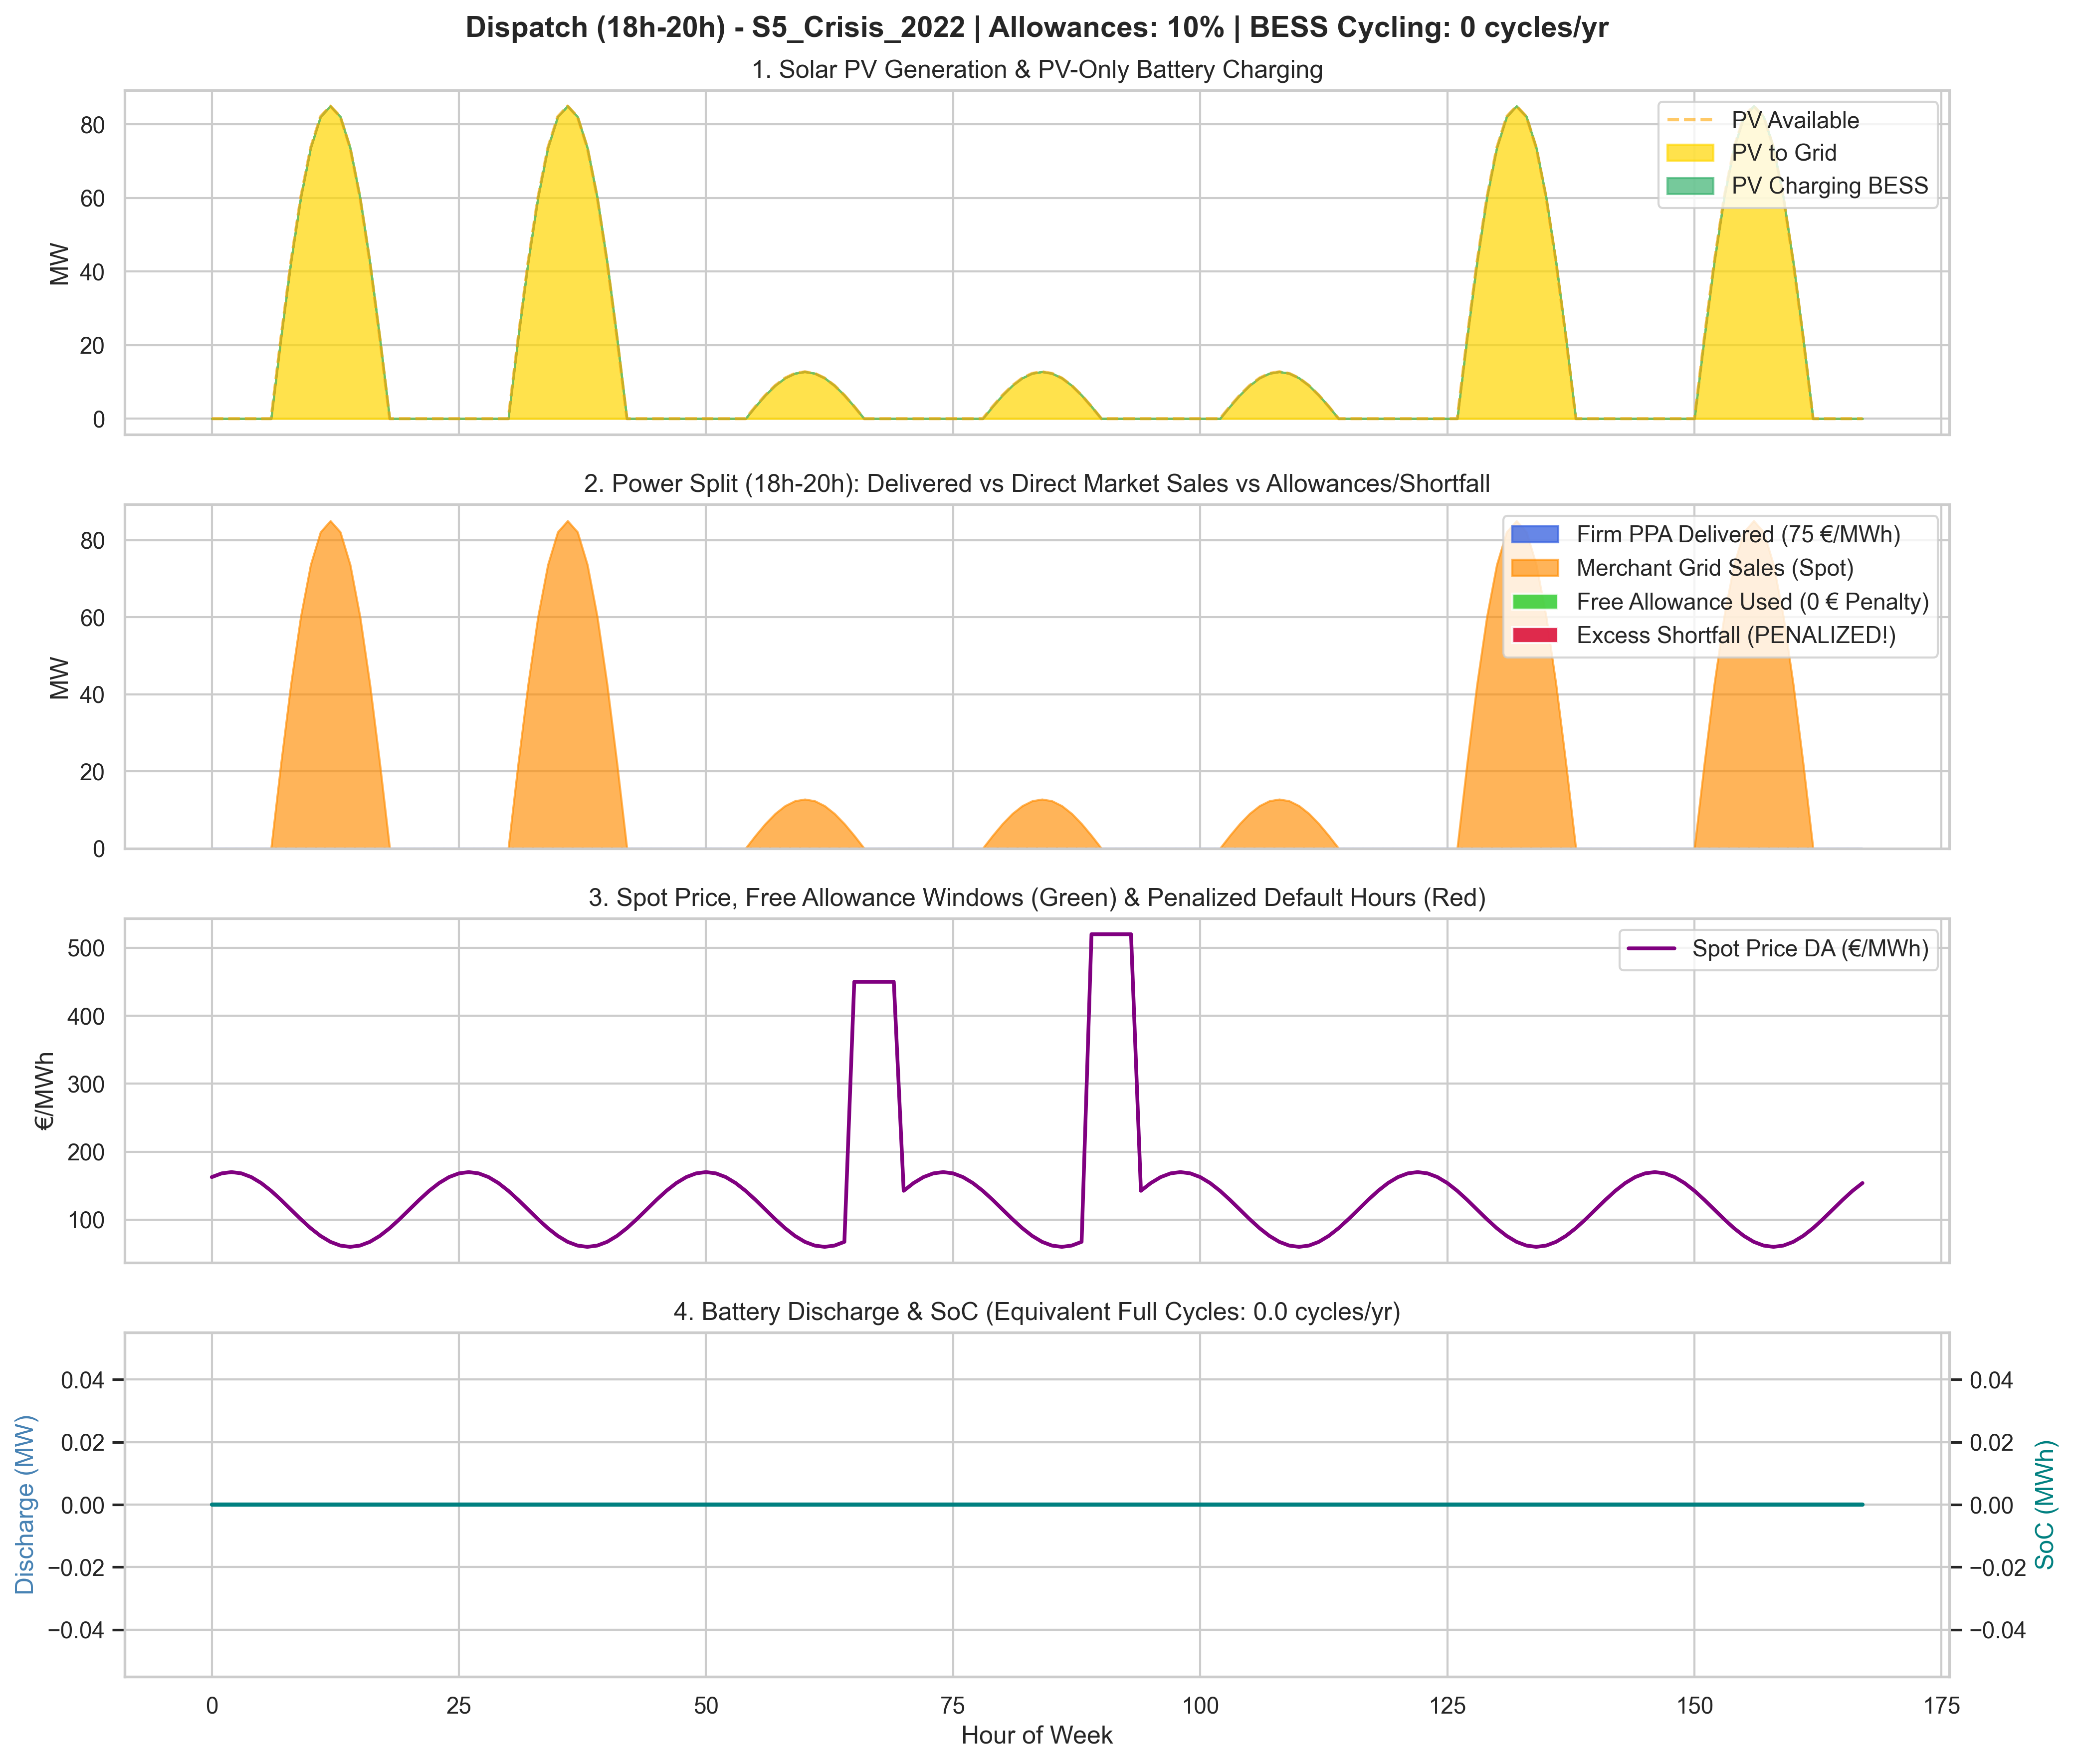 Dispatch (18h-20h) - S5_Crisis_2022 | Allowances: 10% | BESS Cycling: 0 cycles/yr
1. Solar PV Generation & PV-Only Battery Charging
MW
80
60
40
20
0
PV Available
PV to Grid
PV Charging BESS
2. Power Split (18h-20h): Delivered vs Direct Market Sales vs Allowances/Shortfall
MW
80
60
40
20
0
Firm PPA Delivered (75 €/MWh)
Merchant Grid Sales (Spot)
Free Allowance Used (0 € Penalty)
Excess Shortfall (PENALIZED!)
3. Spot Price, Free Allowance Windows (Green) & Penalized Default Hours (Red)
€/MWh
500
400
300
200
100
Spot Price DA (€/MWh)
4. Battery Discharge & SoC (Equivalent Full Cycles: 0.0 cycles/yr)
Discharge (MW)
0.04
0.02
0.00
−0.02
−0.04
0.04
0.02
0.00
−0.02
−0.04
SoC (MWh)
0 25 50 75 100 125 150 175
Hour of Week